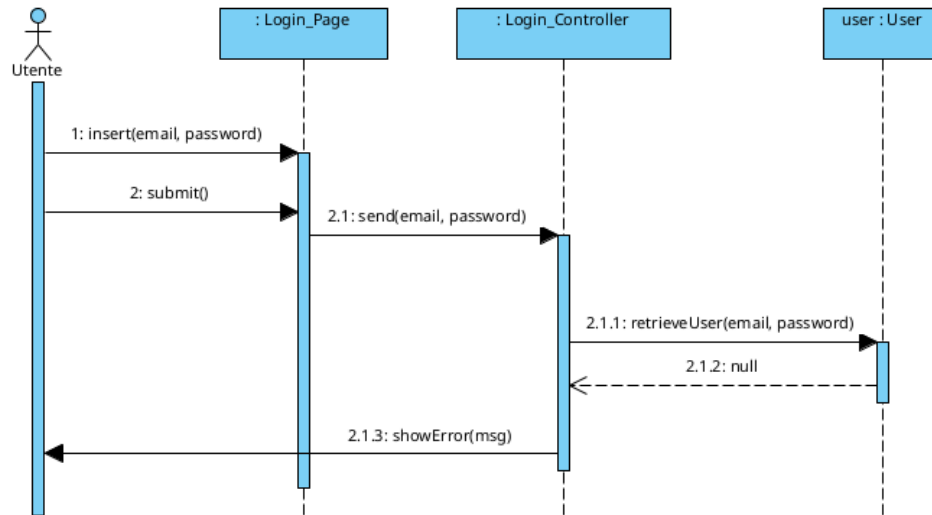 : Login_Page
: Login_Controller
user : User
Utente
1: insert(email, password)
2: submit()
2.1: send(email, password)
2.1.1: retrieveUser(email, password)
2.1.2: null
2.1.3: showError(msg)